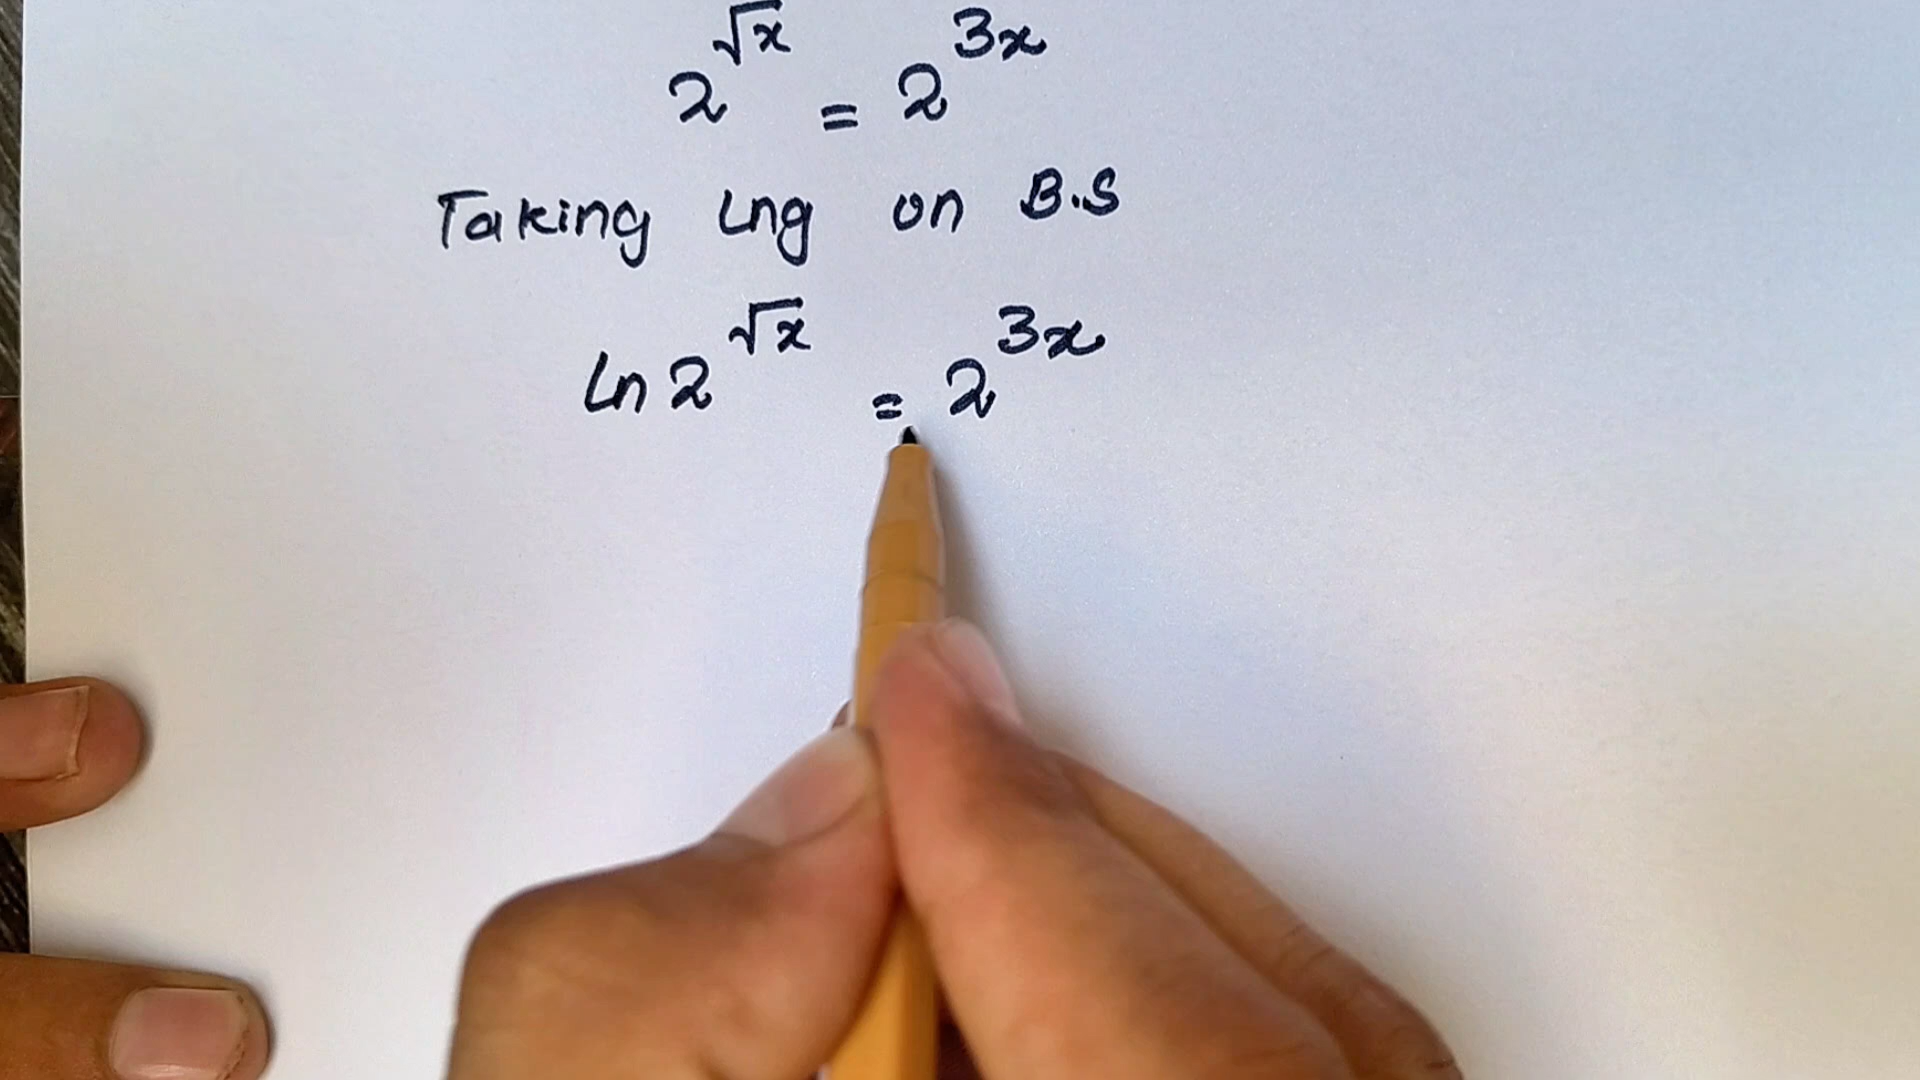 2^√x = 2^3x
Taking Lng on B.S
ln 2^√x = 2^3x